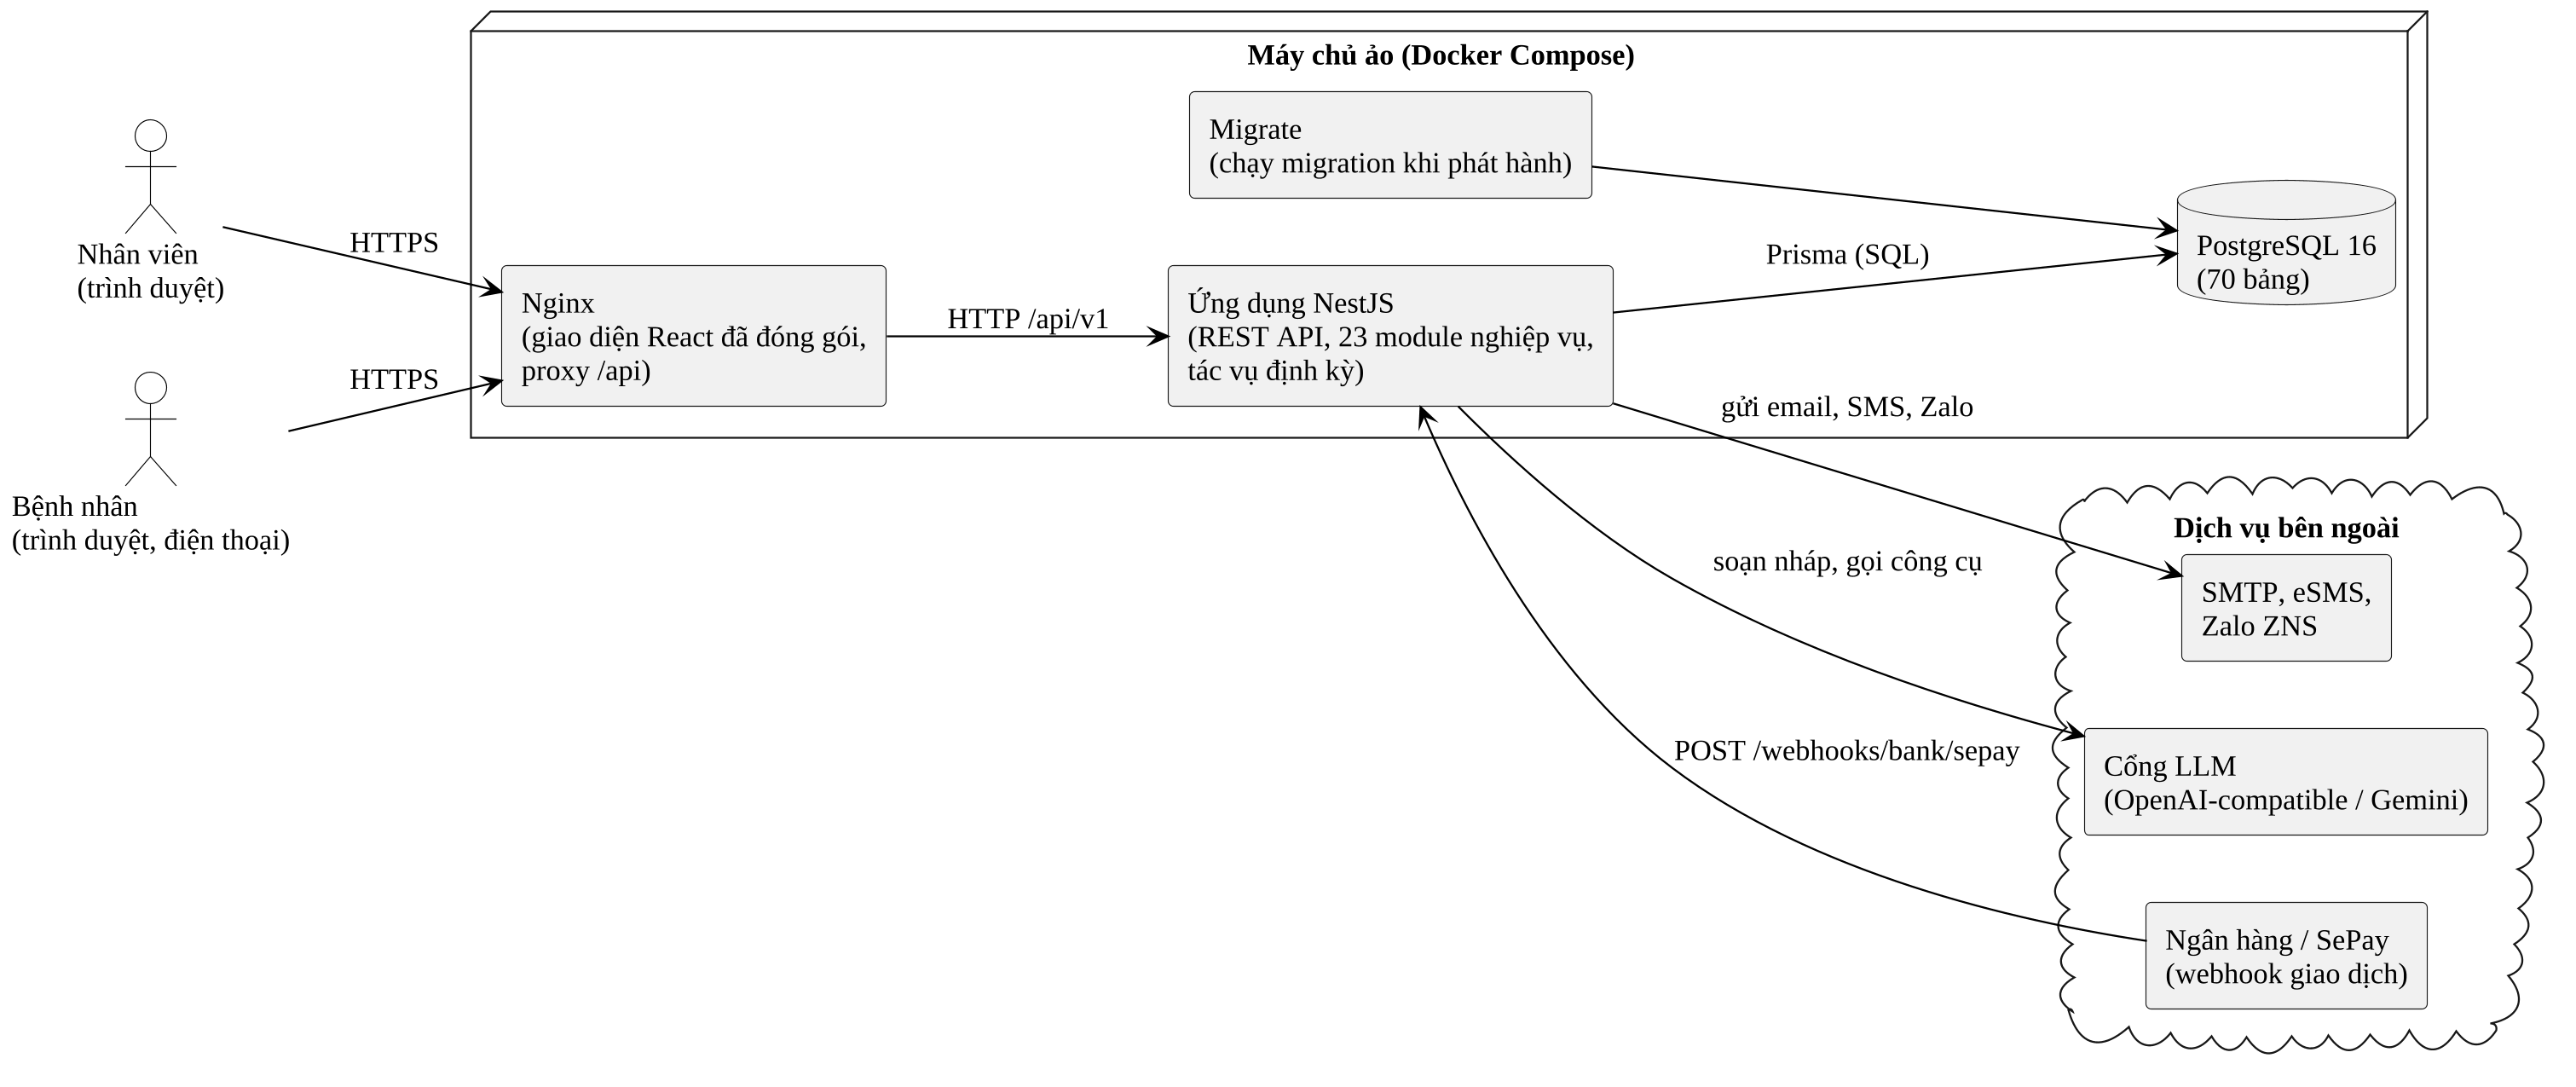 Máy chủ ảo (Docker Compose)
Migrate
(chạy migration khi phát hành)
Nhân viên
(trình duyệt)
HTTPS
Prisma (SQL)
PostgreSQL 16
(70 bảng)
Nginx
(giao diện React đã đóng gói,
proxy /api)
HTTP /api/v1
Ứng dụng NestJS
(REST API, 23 module nghiệp vụ,
tác vụ định kỳ)
HTTPS
Bệnh nhân
(trình duyệt, điện thoại)
gửi email, SMS, Zalo
Dịch vụ bên ngoài
soạn nháp, gọi công cụ
SMTP, eSMS,
Zalo ZNS
POST /webhooks/bank/sepay
Cổng LLM
(OpenAI-compatible / Gemini)
Ngân hàng / SePay
(webhook giao dịch)